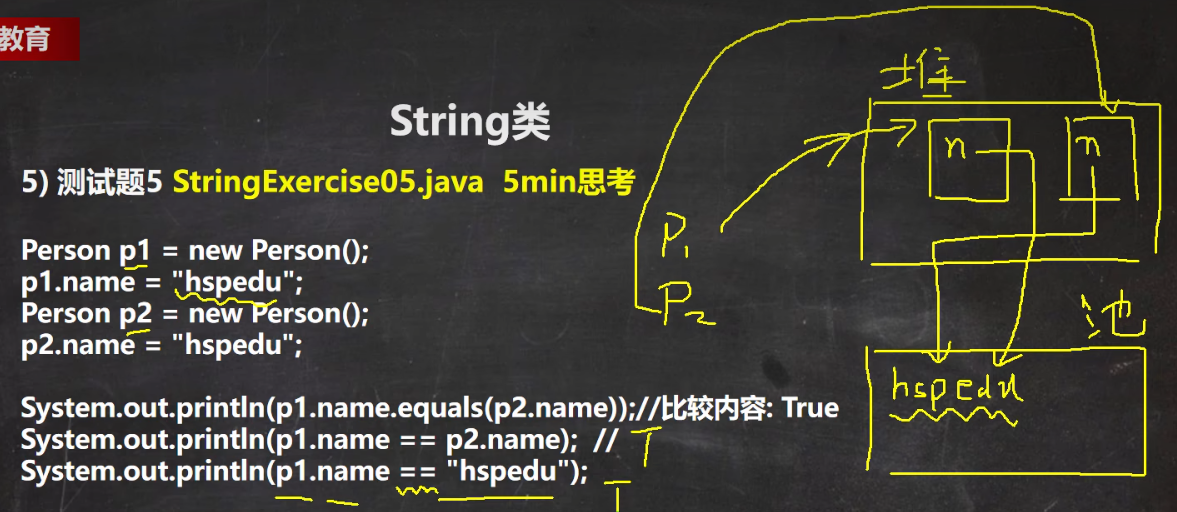 教育
String类
5) 测试题5 StringExercise05.java 5min思考
Person p1 = new Person();
p1.name = "hspedu";
Person p2 = new Person();
p2.name = "hspedu";
System.out.println(p1.name.equals(p2.name));//比较内容: True
System.out.println(p1.name == p2.name); // T
System.out.println(p1.name == "hspedu"); T
P1
P2
堆
n
n
池
hspedu